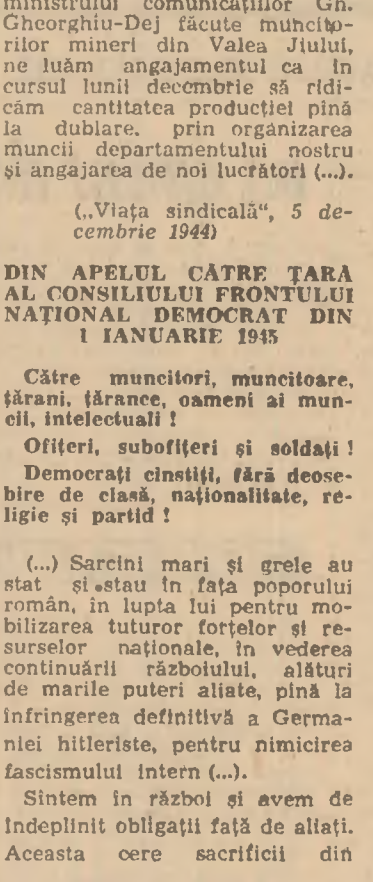 ministrului comunicațiilor Gh.
Gheorghiu-Dej făcute muncito-
rilor mineri din Valea Jiului,
ne luăm angajamentul ca în
cursul lunii decembrie să ridi-
căm cantitatea producției pînă
la dublare, prin organizarea
muncii departamentului nostru
și angajarea de noi lucrători (...).
(„Viața sindicală“, 5 de-
cembrie 1944)
DIN APELUL CĂTRE ȚARĂ
AL CONSILIULUI FRONTULUI
NAȚIONAL DEMOCRAT DIN
1 IANUARIE 1945
Către muncitori, muncitoare,
țărani, țărance, oameni ai mun-
cii, intelectuali !
Ofițeri, subofițeri și soldați !
Democrați cinstiți, fără deose-
bire de clasă, naționalitate, re-
ligie și partid !
(...) Sarcini mari și grele au
stat și stau în fața poporului
român, în lupta lui pentru mo-
bilizarea tuturor forțelor și re-
surselor naționale, în vederea
continuării războiului, alături
de marile puteri aliate, pînă la
înfrîngerea definitivă a Germa-
niei hitleriste, pentru nimicirea
fascismului intern (...).
Sîntem în război și avem de
îndeplinit obligații față de aliați.
Aceasta cere sacrificii din